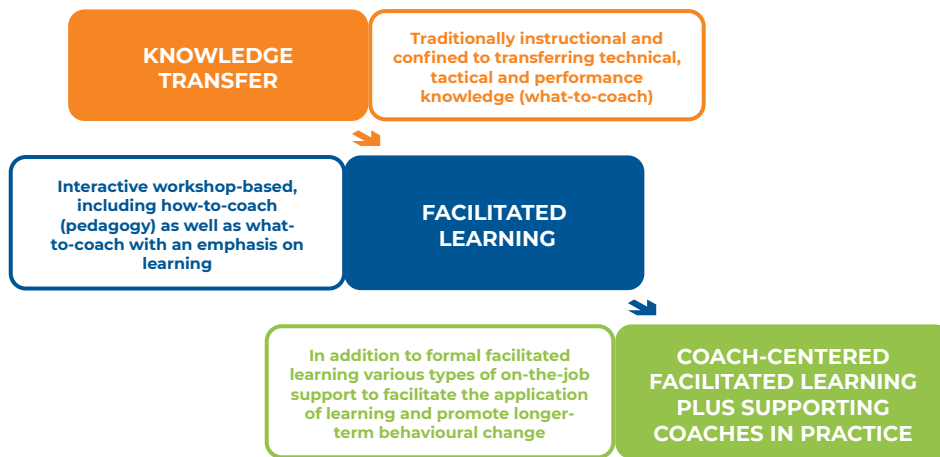 KNOWLEDGE
TRANSFER
Traditionally instructional and
confined to transferring technical,
tactical and performance
knowledge (what-to-coach)
Interactive workshop-based,
including how-to-coach
(pedagogy) as well as what-
to-coach with an emphasis on
learning
FACILITATED
LEARNING
In addition to formal facilitated
learning various types of on-the-job
support to facilitate the application
of learning and promote longer-
term behavioural change
COACH-CENTERED
FACILITATED LEARNING
PLUS SUPPORTING
COACHES IN PRACTICE